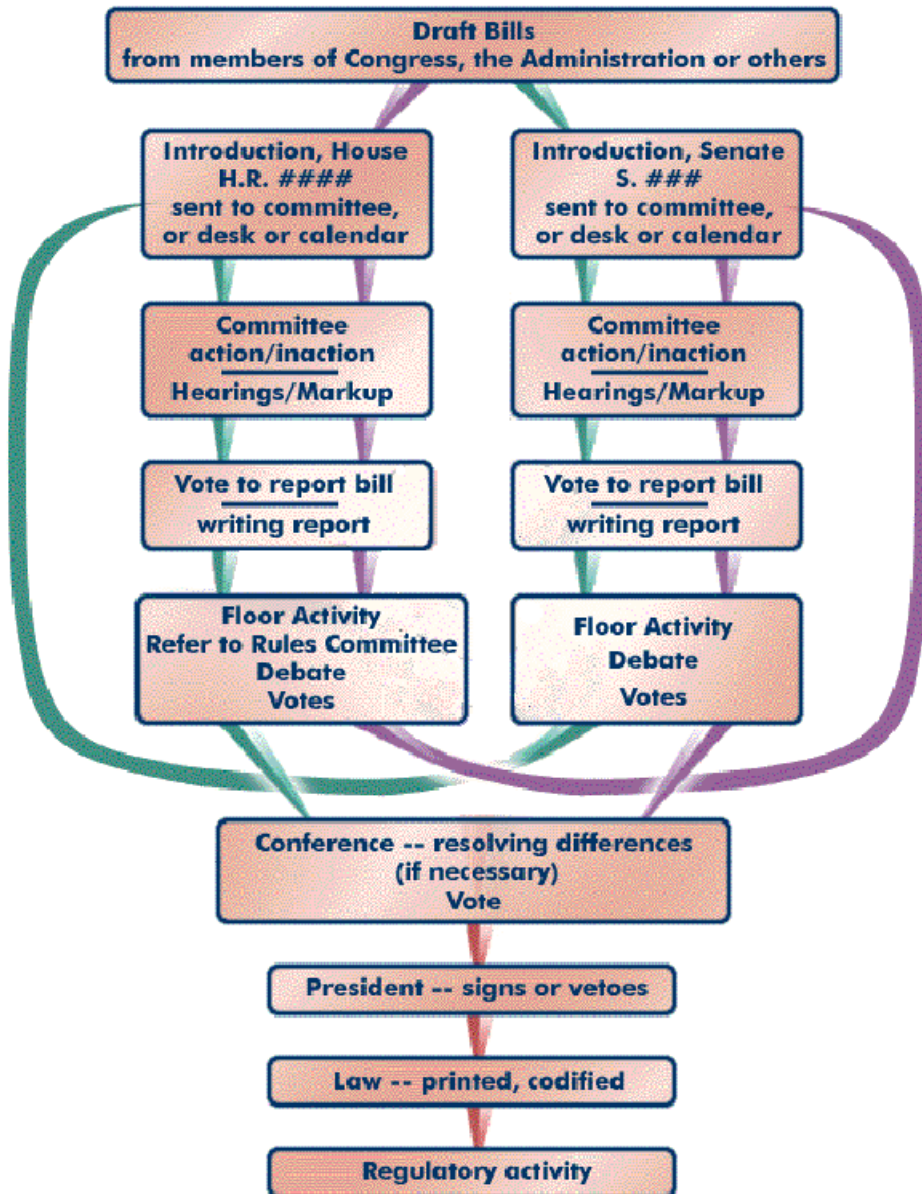 Draft Bills
from members of Congress, the Administration or others
Introduction, House
H.R. ####
sent to committee,
or desk or calendar
Introduction, Senate
S. ###
sent to committee,
or desk or calendar
Committee
action/inaction
Hearings/Markup
Committee
action/inaction
Hearings/Markup
Vote to report bill
writing report
Vote to report bill
writing report
Floor Activity
Refer to Rules Committee
Debate
Votes
Floor Activity
Debate
Votes
Conference -- resolving differences
(if necessary)
Vote
President -- signs or vetoes
Law -- printed, codified
Regulatory activity